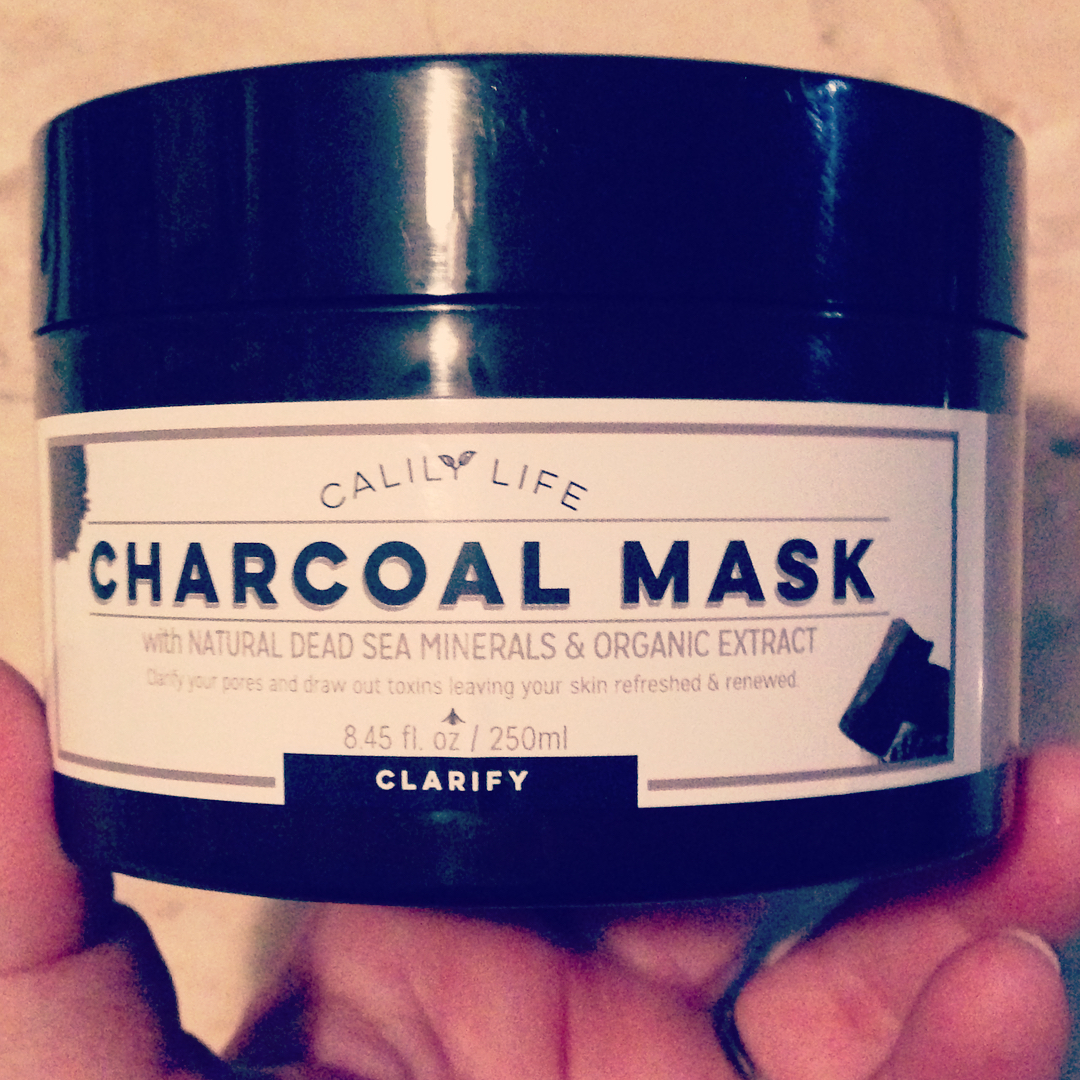 CALILY LIFE
CHARCOAL MASK
with NATURAL DEAD SEA MINERALS & ORGANIC EXTRACT
Clarify your pores and draw out toxins leaving your skin refreshed & renewed.
8.45 fl. oz / 250ml
CLARIFY